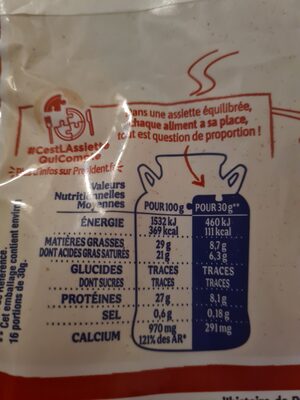 Dans une assiette équilibrée,
chaque aliment a sa place,
tout est question de proportion !
#CestLAssiette
QuiCompte
Plus d'infos sur President.fr
Valeurs
Nutritionnelles
Moyennes
POUR 100 g
POUR 30 g**
ÉNERGIE 1532 kJ 460 kJ
369 kcal 111 kcal
MATIÈRES GRASSES 29 g 8,7 g
DONT ACIDES GRAS SATURÉS 21 g 6,3 g
GLUCIDES TRACES TRACES
DONT SUCRES TRACES TRACES
PROTÉINES 27 g 8,1 g
SEL 0,6 g 0,18 g
CALCIUM 970 mg 291 mg
121% des AR*
Référence.
** Cet emballage contient environ
16 portions de 30g.
l'histoire de